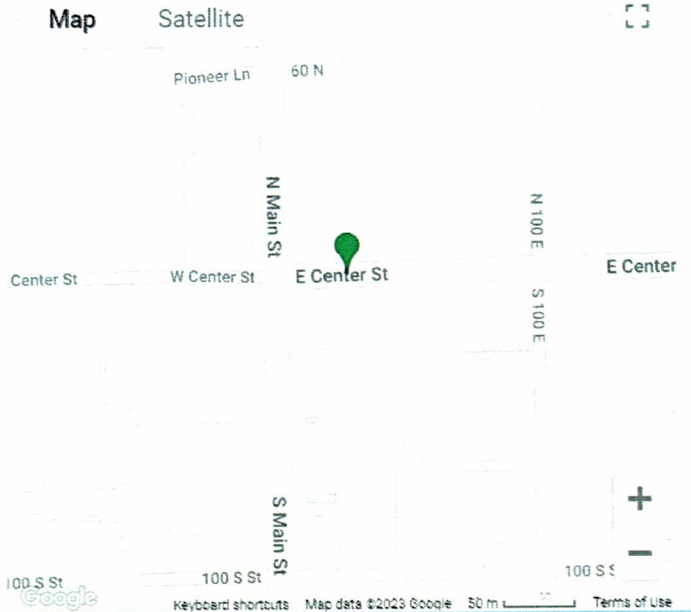 Map Satellite
Pioneer Ln 60 N
N Main St
N 100 E
Center St W Center St E Center St E Center
S 100 E
S Main St
100 S St 100 S St 100 S S
Google
Keyboard shortcuts Map data ©2023 Google 50 m Terms of Use